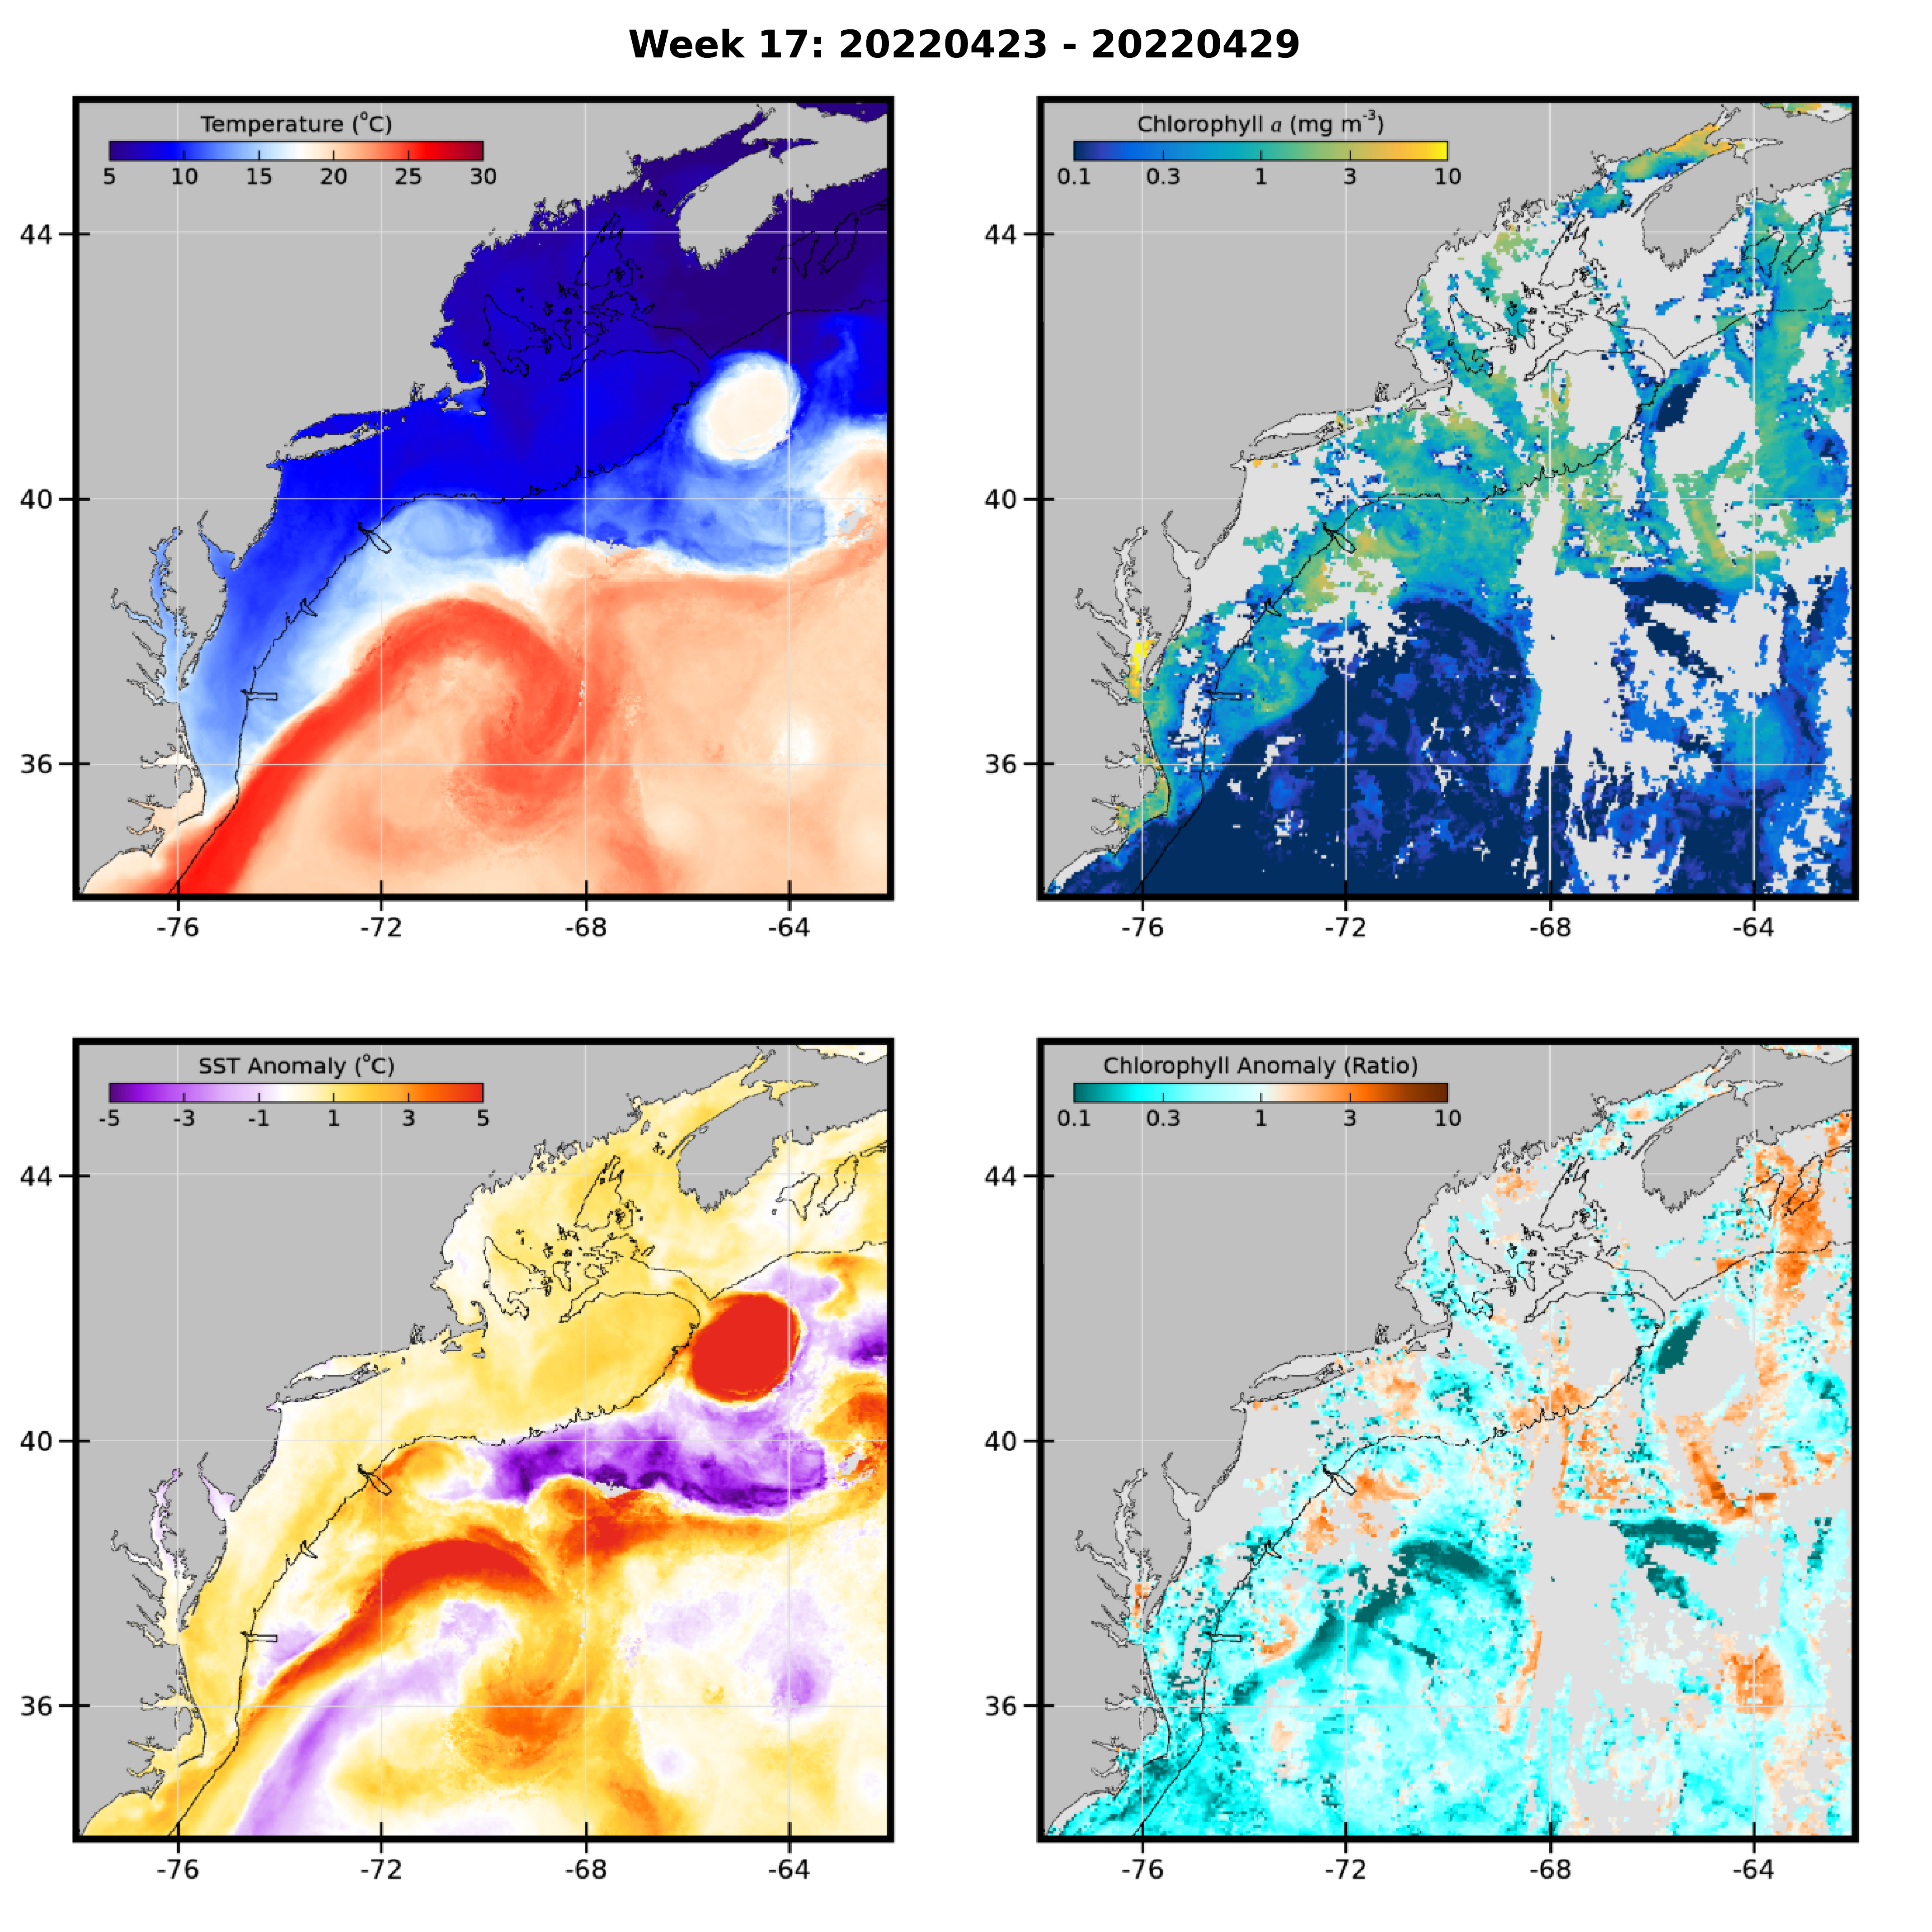 Week 17: 20220423 - 20220429
Temperature (°C)
5 10 15 20 25 30
44
40
36
-76 -72 -68 -64
Chlorophyll a (mg m⁻³)
0.1 0.3 1 3 10
44
40
36
-76 -72 -68 -64
SST Anomaly (°C)
-5 -3 -1 1 3 5
44
40
36
-76 -72 -68 -64
Chlorophyll Anomaly (Ratio)
0.1 0.3 1 3 10
44
40
36
-76 -72 -68 -64